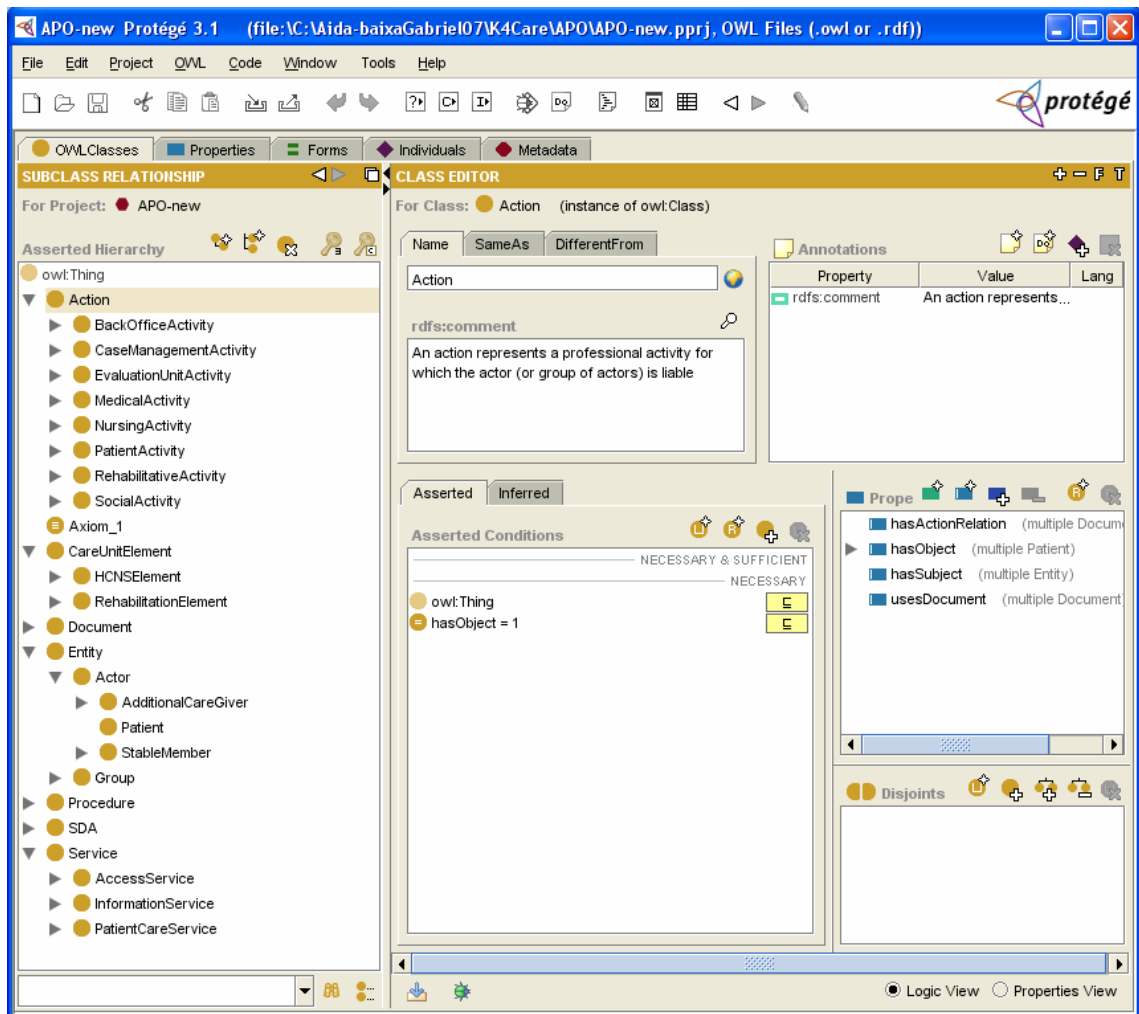 APO-new Protégé 3.1 (file:\C:\Aida-baixaGabriel07\K4Care\APO\APO-new.pprj, OWL Files (.owl or .rdf))
File Edit Project OWL Code Window Tools Help
protégé
OWLClasses Properties Forms Individuals Metadata
SUBCLASS RELATIONSHIP
For Project: APO-new
Asserted Hierarchy
owl:Thing
Action
BackOfficeActivity
CaseManagementActivity
EvaluationUnitActivity
MedicalActivity
NursingActivity
PatientActivity
RehabilitativeActivity
SocialActivity
Axiom_1
CareUnitElement
HCNSElement
RehabilitationElement
Document
Entity
Actor
AdditionalCareGiver
Patient
StableMember
Group
Procedure
SDA
Service
AccessService
InformationService
PatientCareService
CLASS EDITOR
F T
For Class: Action (instance of owl:Class)
Name SameAs DifferentFrom
Action
rdfs:comment
An action represents a professional activity for
which the actor (or group of actors) is liable
Annotations
Property Value Lang
rdfs:comment An action represents...
Asserted Inferred
Asserted Conditions
NECESSARY & SUFFICIENT
NECESSARY
owl:Thing
hasObject = 1
Prope
hasActionRelation (multiple Docum
hasObject (multiple Patient)
hasSubject (multiple Entity)
usesDocument (multiple Document
Disjoints
Logic View Properties View